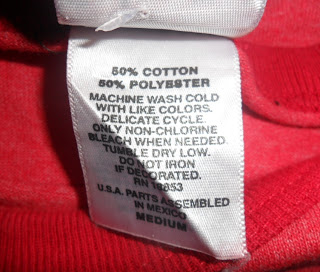 50% COTTON
50% POLYESTER
MACHINE WASH COLD
WITH LIKE COLORS.
DELICATE CYCLE.
ONLY NON-CHLORINE
BLEACH WHEN NEEDED.
TUMBLE DRY LOW.
DO NOT IRON
IF DECORATED.
RN
U.S.A. PARTS ASSEMBLED
IN MEXICO
MEDIUM